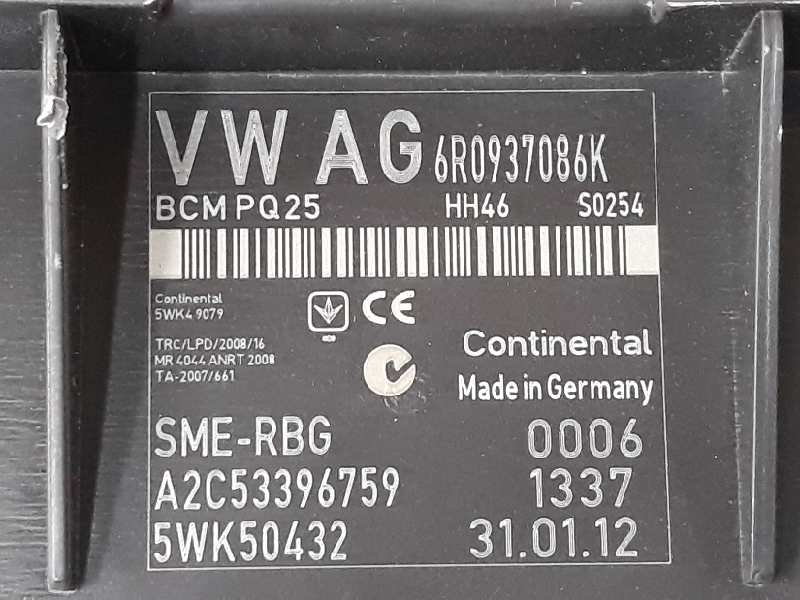 VW AG 6R0937086K
BCM PQ25 HH46 S0254
Continental
5WK4 9079
CE
TRC/LPD/2008/16
MR 4044 ANRT 2008
TA-2007/661
Continental
Made in Germany
SME-RBG 0006
A2C53396759 1337
5WK50432 31.01.12